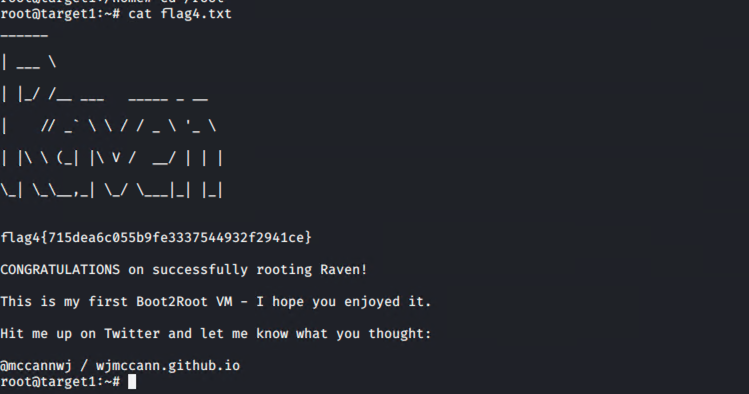 root@target1:/home# cd /root
root@target1:~# cat flag4.txt
______
| ___ \
| |_/ /__ ___   _____ _ __
|    // _` \ \ / / _ \ '_ \
| |\ \ (_| |\ V /  __/ | | |
\_| \_\__,_| \_/ \___|_| |_|
flag4{715dea6c055b9fe3337544932f2941ce}
CONGRATULATIONS on successfully rooting Raven!
This is my first Boot2Root VM - I hope you enjoyed it.
Hit me up on Twitter and let me know what you thought:
@mccannwj / wjmccann.github.io
root@target1:~#